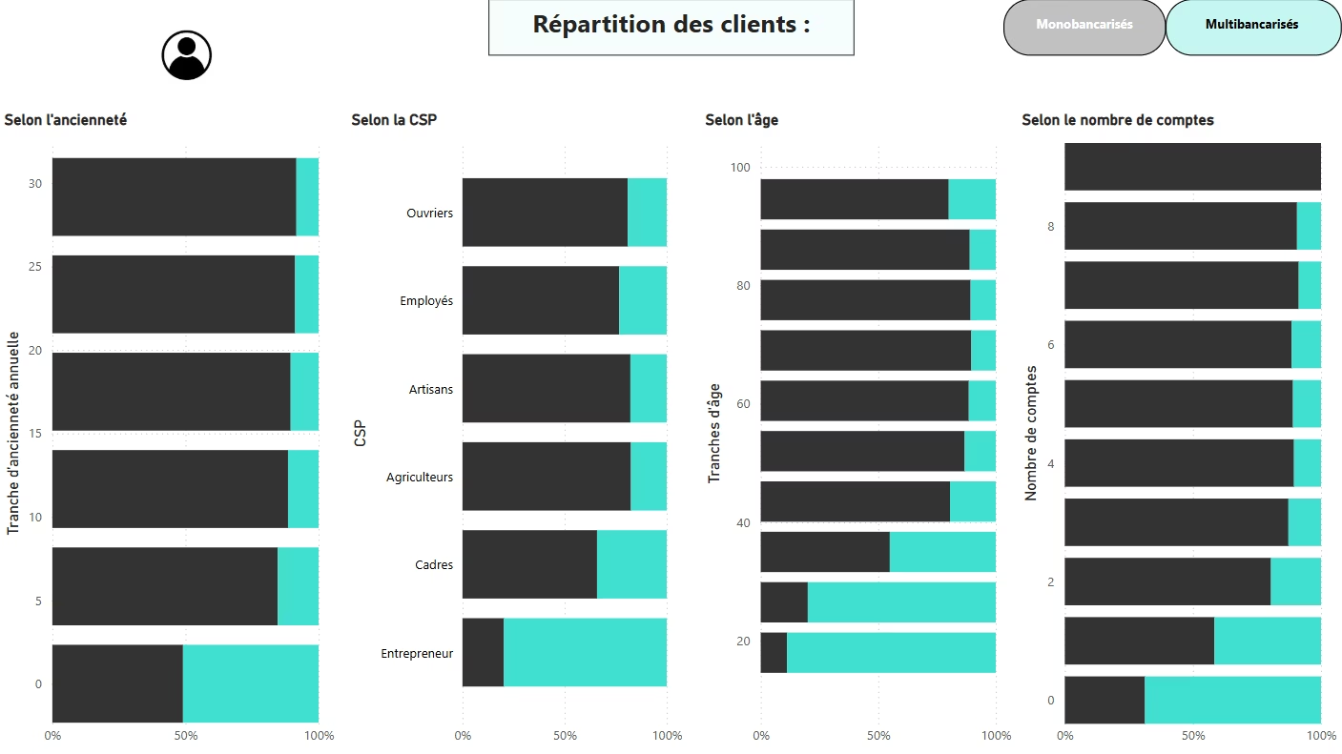 Répartition des clients :
Monobancarisés
Multibancarisés
Selon l'ancienneté
Tranche d'ancienneté annuelle
30
25
20
15
10
5
0
0%
50%
100%
Selon la CSP
CSP
Ouvriers
Employés
Artisans
Agriculteurs
Cadres
Entrepreneur
0%
50%
100%
Selon l'âge
Tranches d'âge
100
80
60
40
20
0%
50%
100%
Selon le nombre de comptes
Nombre de comptes
8
6
4
2
0
0%
50%
100%